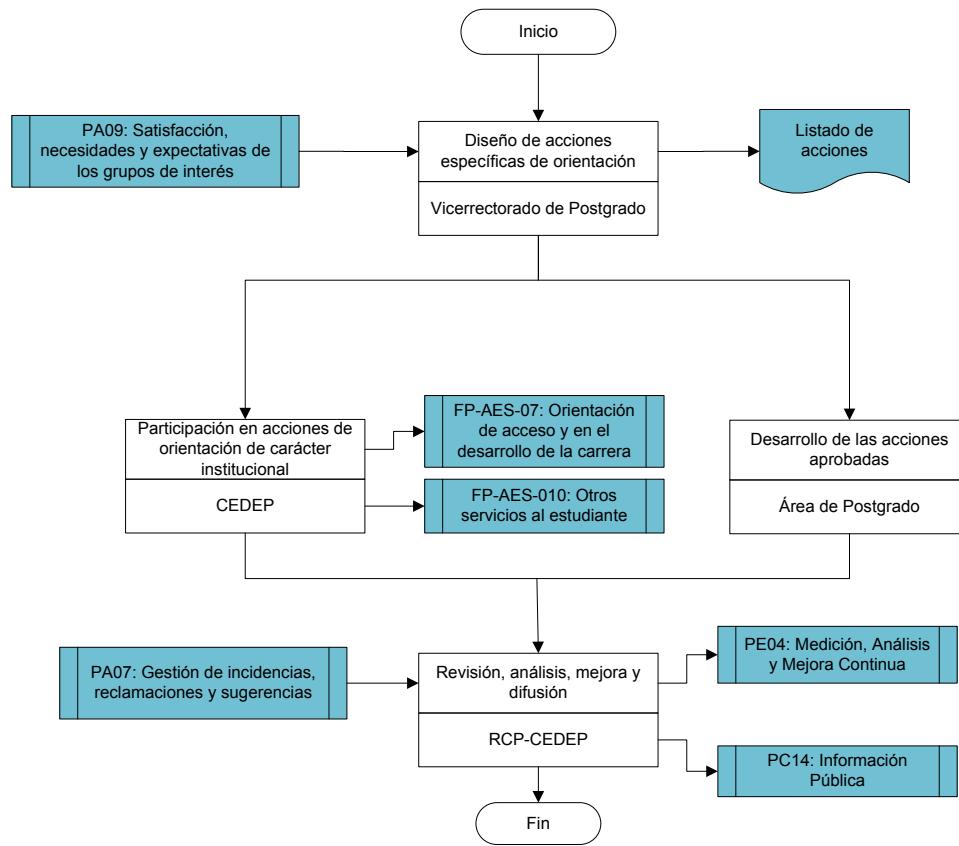 Inicio
PA09: Satisfacción,
necesidades y expectativas de
los grupos de interés
Diseño de acciones
específicas de orientación
Vicerrectorado de Postgrado
Listado de
acciones
Participación en acciones de
orientación de carácter
institucional
CEDEP
FP-AES-07: Orientación
de acceso y en el
desarrollo de la carrera
FP-AES-010: Otros
servicios al estudiante
Desarrollo de las acciones
aprobadas
Área de Postgrado
PA07: Gestión de incidencias,
reclamaciones y sugerencias
Revisión, análisis, mejora y
difusión
RCP-CEDEP
PE04: Medición, Análisis
y Mejora Continua
PC14: Información
Pública
Fin